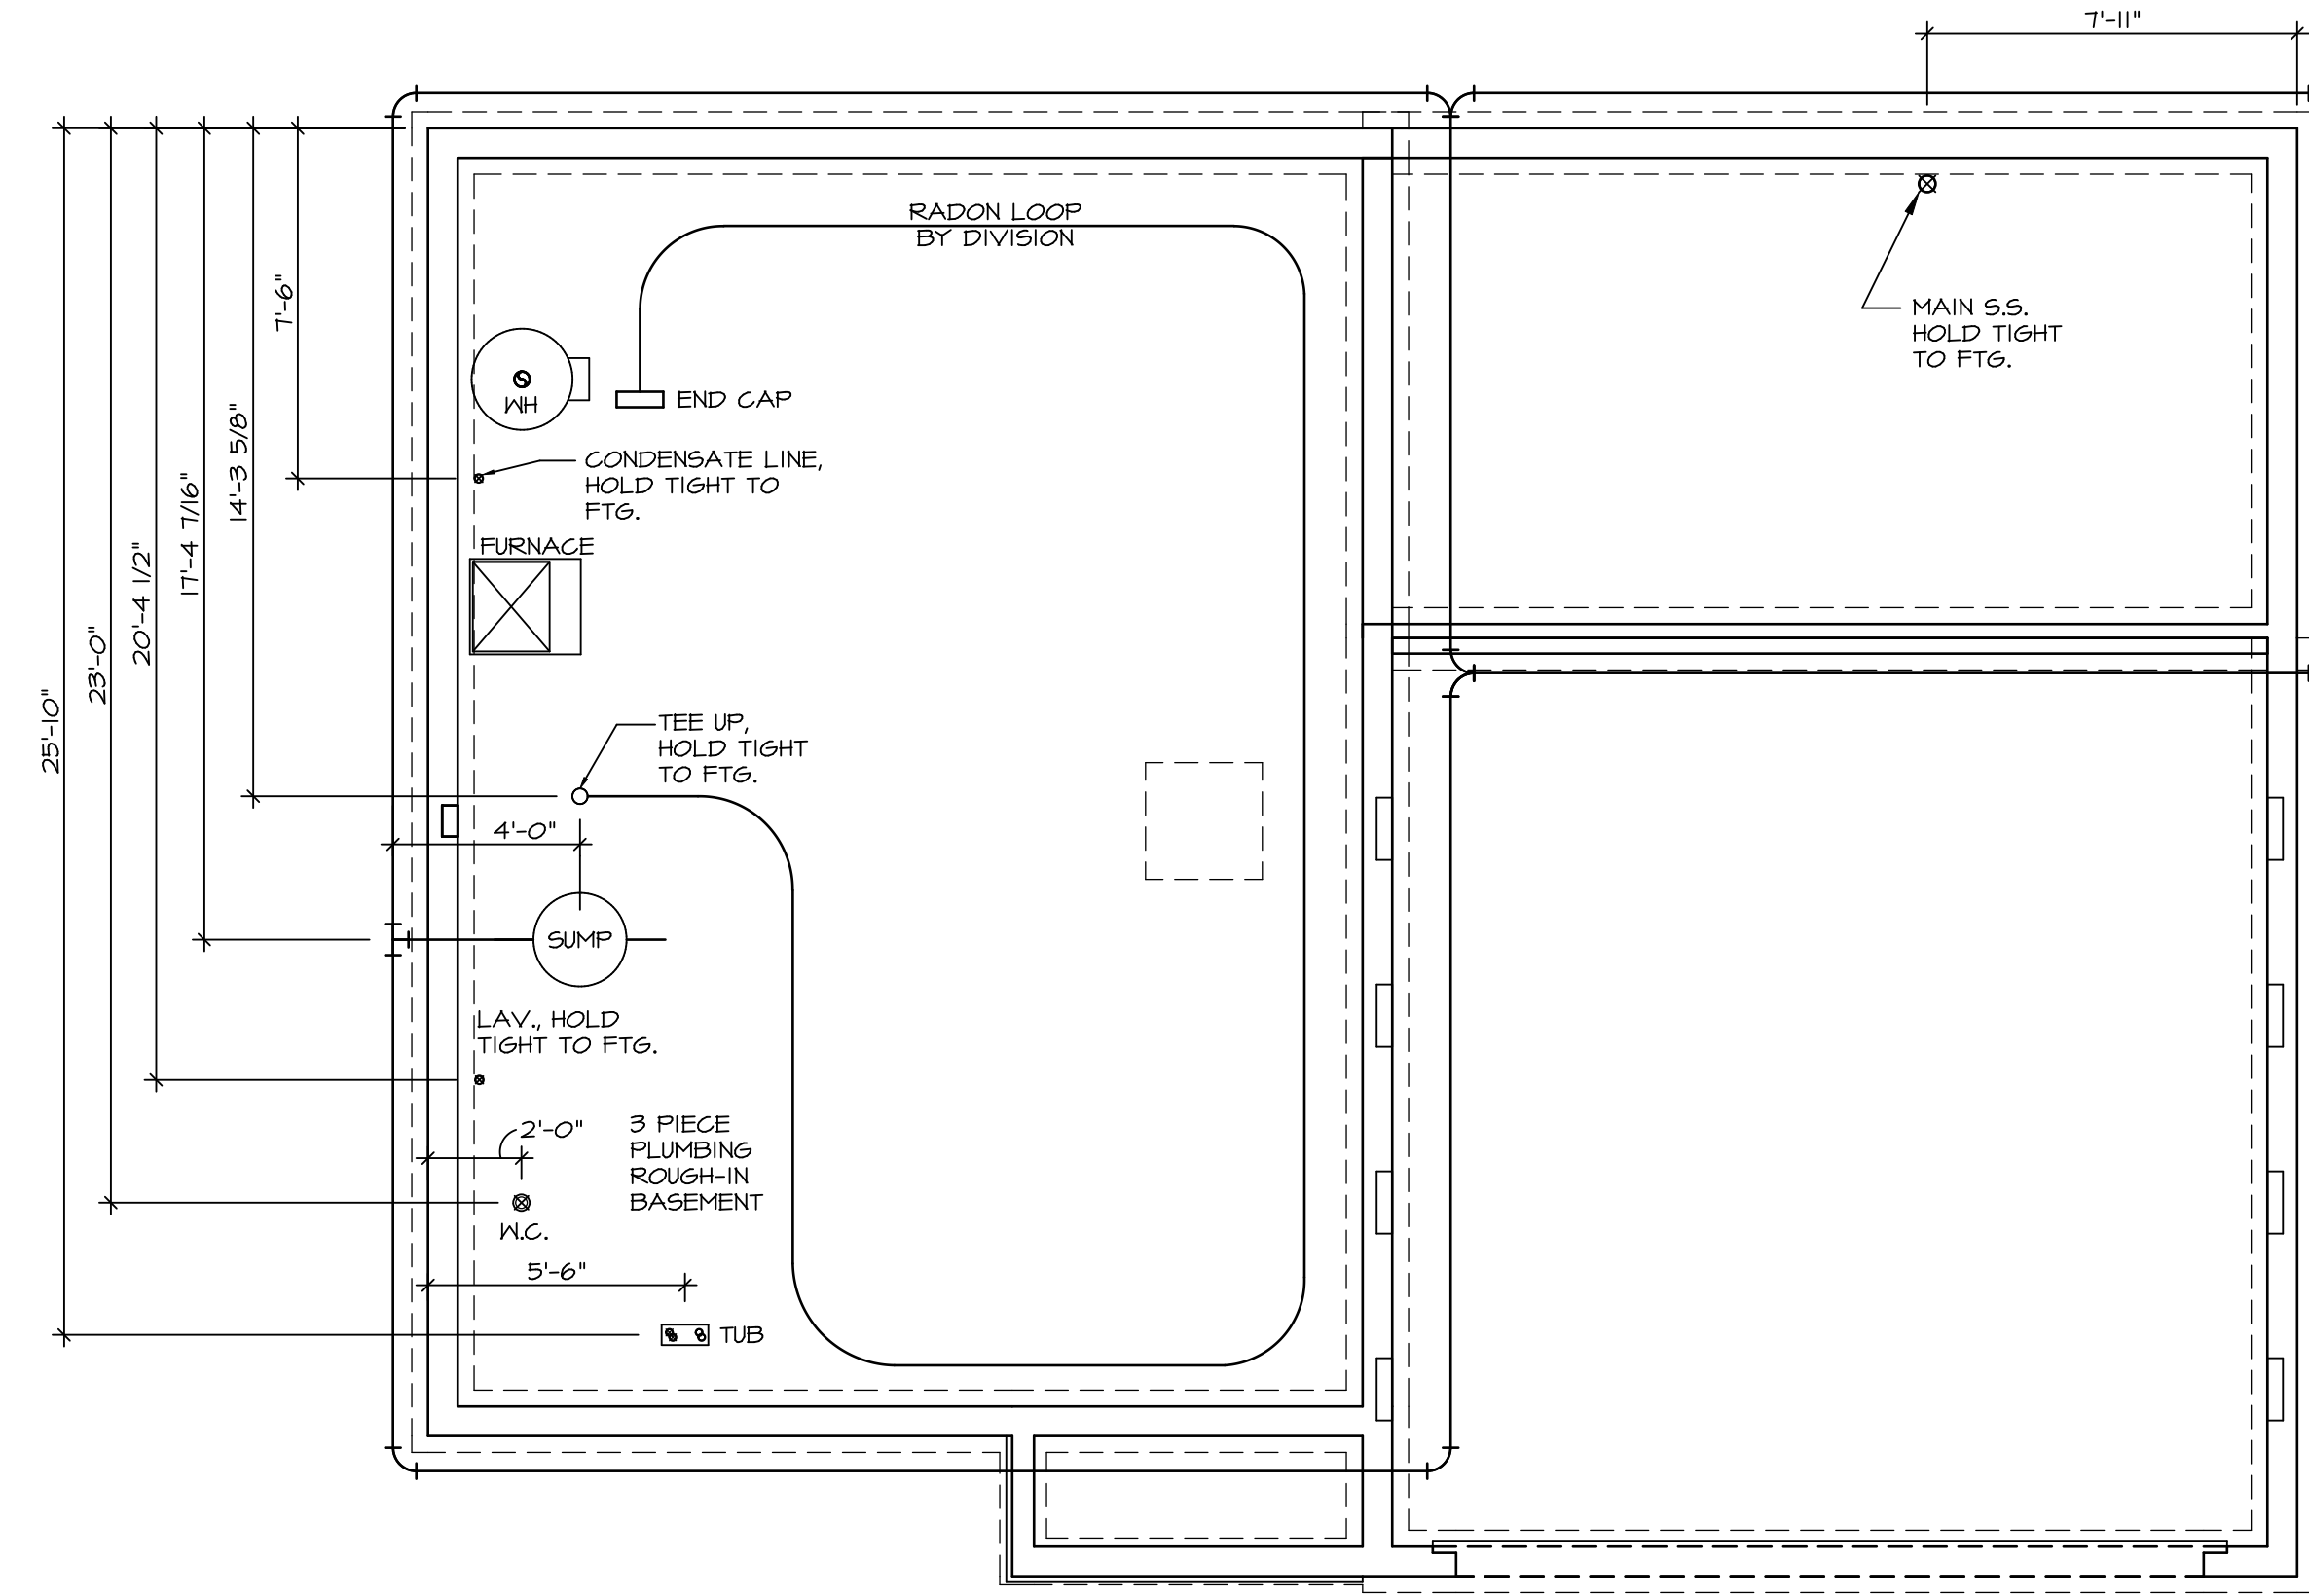 7'-11"
RADON LOOP
BY DIVISION
7'-6"
MAIN S.S.
HOLD TIGHT
TO FTG.
WH
END CAP
14'-3 5/8"
CONDENSATE LINE,
HOLD TIGHT TO
FTG.
17'-4 7/16"
FURNACE
20'-4 1/2"
23'-0"
25'-10"
TEE UP,
HOLD TIGHT
TO FTG.
4'-0"
SUMP
LAV., HOLD
TIGHT TO FTG.
2'-0"
3 PIECE
PLUMBING
ROUGH-IN
BASEMENT
W.C.
5'-6"
TUB